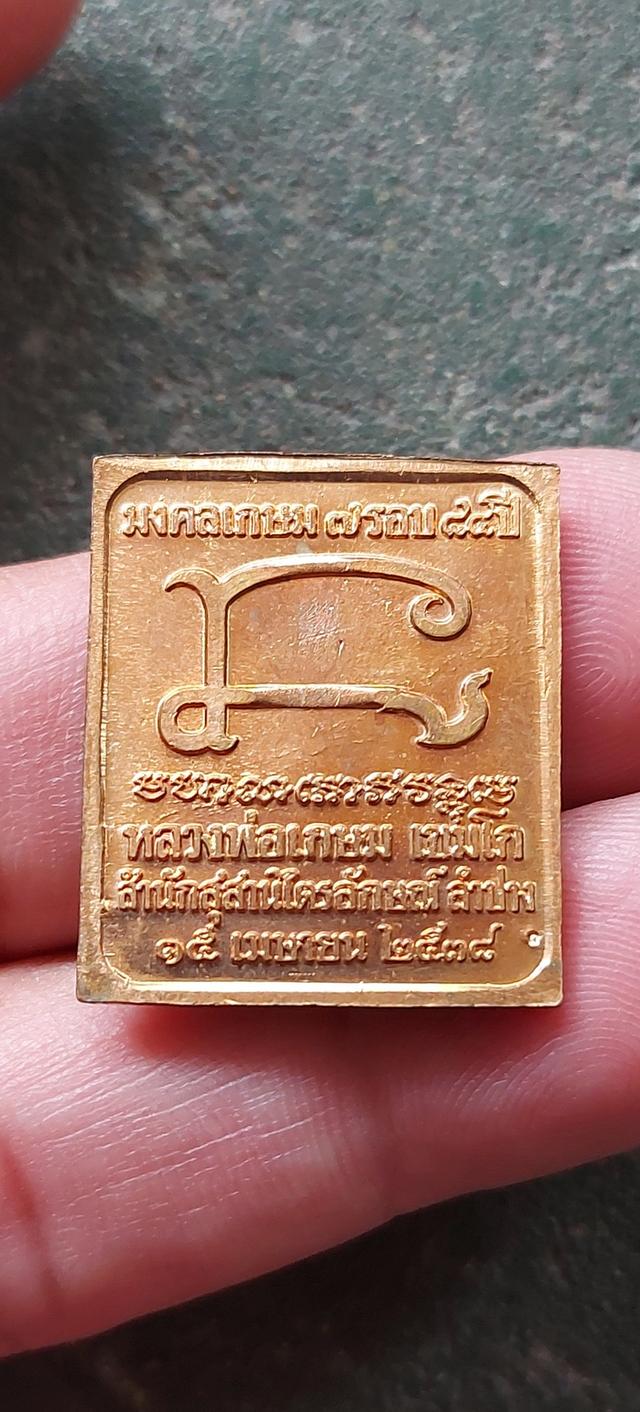 มงคลเกษม ๗ รอบ ๘๔ ปี
หลวงพ่อเกษม เขมโก
สำนักสุสานไตรลักษณ์ ลำปาง
๑๕ เมษายน ๒๕๓๘